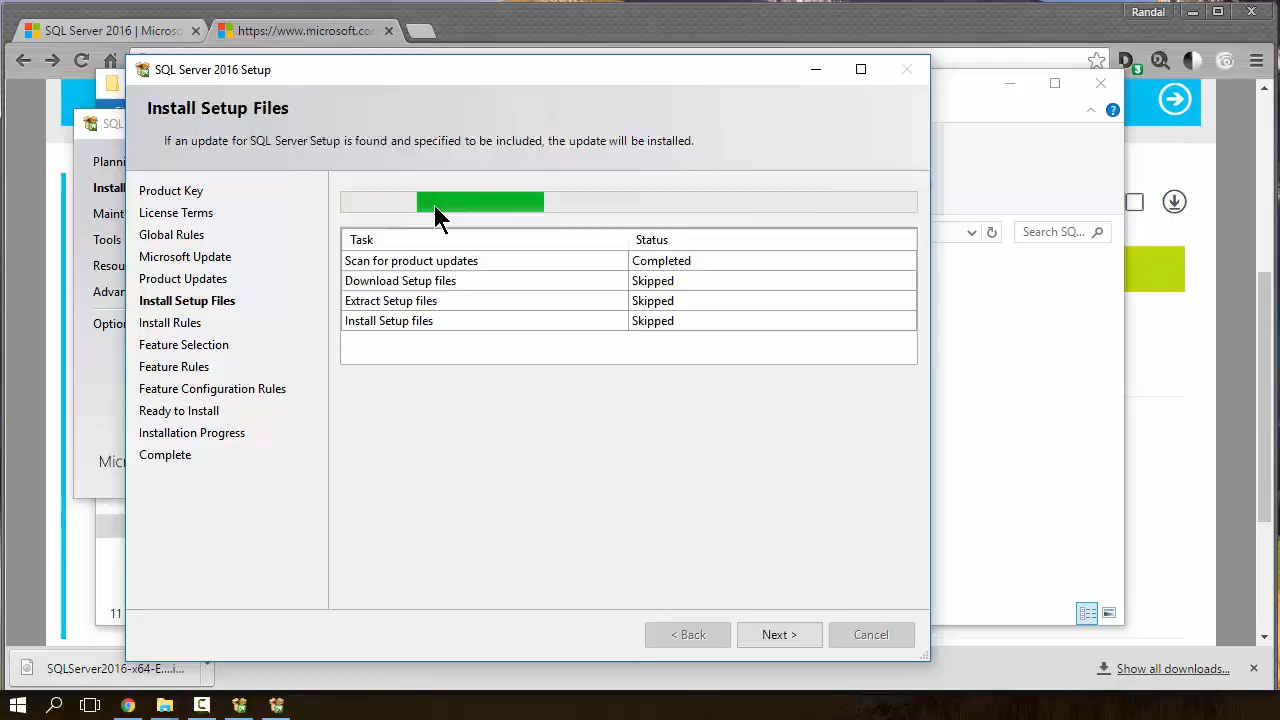 Randal
SQL Server 2016 | Micros
https://www.microsoft.co
3
SQL Server 2016 Setup
Install Setup Files
If an update for SQL Server Setup is found and specified to be included, the update will be installed.
SQL
Planni
Install
Maint
Tools
Resou
Advan
Option
Micr
11
Product Key
License Terms
Global Rules
Microsoft Update
Product Updates
Install Setup Files
Install Rules
Feature Selection
Feature Rules
Feature Configuration Rules
Ready to Install
Installation Progress
Complete
Task Status
Scan for product updates Completed
Download Setup files Skipped
Extract Setup files Skipped
Install Setup files Skipped
Search SQ...
< Back Next > Cancel
SQLServer2016-x64-E....i...
Show all downloads...